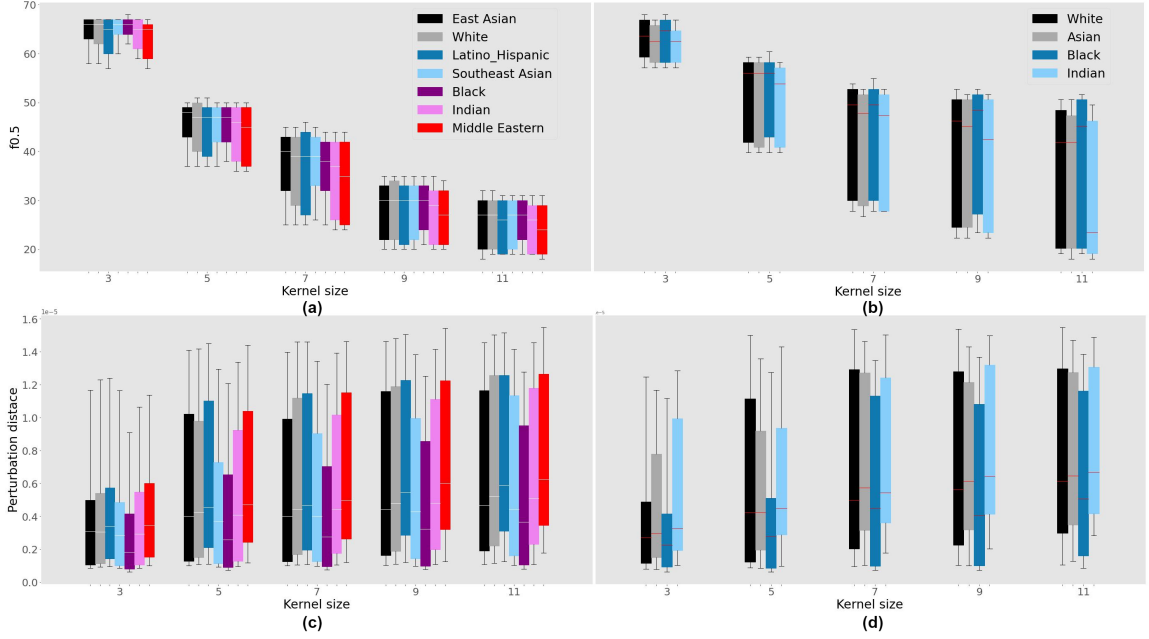 70
60
50
40
30
20
f0.5
East Asian
White
Latino_Hispanic
Southeast Asian
Black
Indian
Middle Eastern
3 5 7 9 11
Kernel size
(a)
White
Asian
Black
Indian
3 5 7 9 11
Kernel size
(b)
1e−5
1.6
1.4
1.2
1.0
0.8
0.6
0.4
0.2
0.0
Perturbation distace
3 5 7 9 11
Kernel size
(c)
3 5 7 9 11
Kernel size
(d)